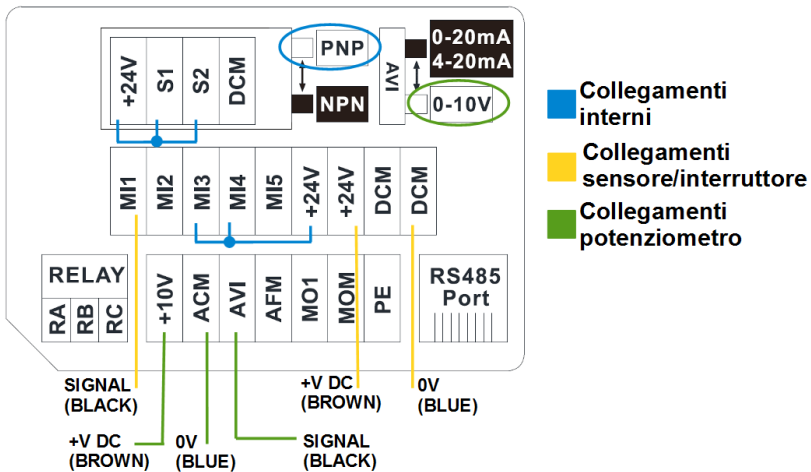 +24V S1 S2 DCM
PNP
NPN
AVI
0-20mA
4-20mA
0-10V
Collegamenti
interni
Collegamenti
sensore/interruttore
Collegamenti
potenziometro
MI1 MI2 MI3 MI4 MI5 +24V +24V DCM DCM
RELAY
RA RB RC
+10V ACM AVI AFM MO1 MOM PE
RS485
Port
SIGNAL
(BLACK)
+V DC
(BROWN)
0V
(BLUE)
+V DC
(BROWN)
0V
(BLUE)
SIGNAL
(BLACK)